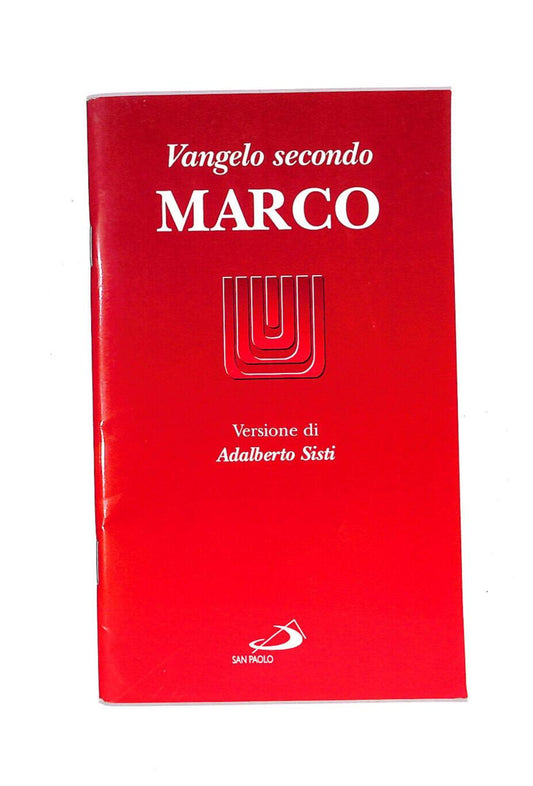 Vangelo secondo
MARCO
Versione di
Adalberto Sisti
SAN PAOLO